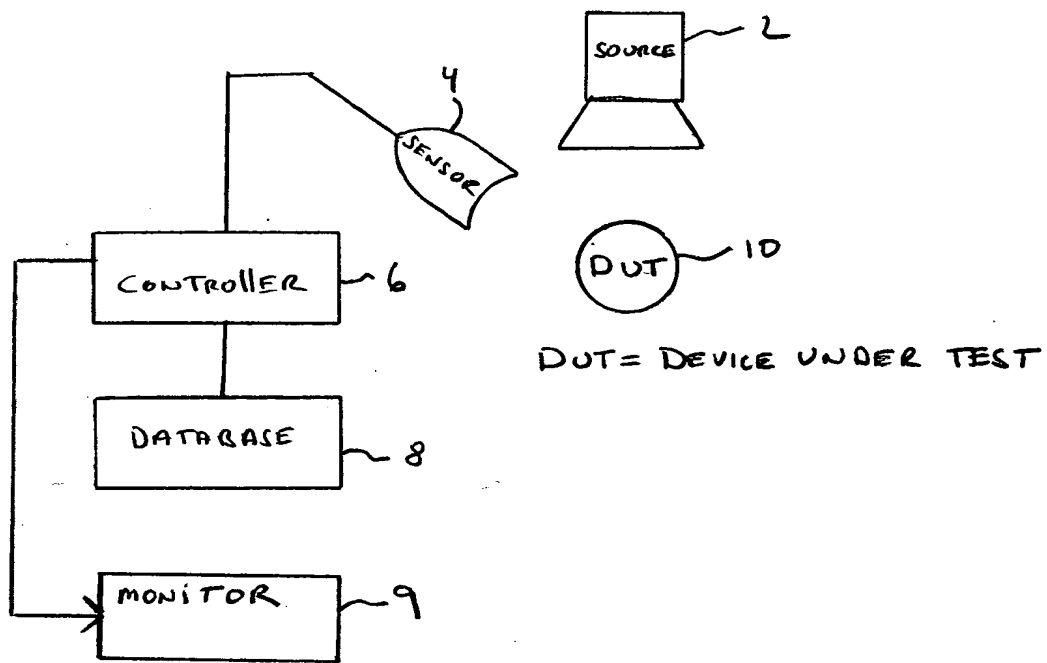 SOURCE
2
4
SENSOR
CONTROllER
6
DUT
10
DUT= DEVICE UNDER TEST
DATABASE
8
MONiTOR
9